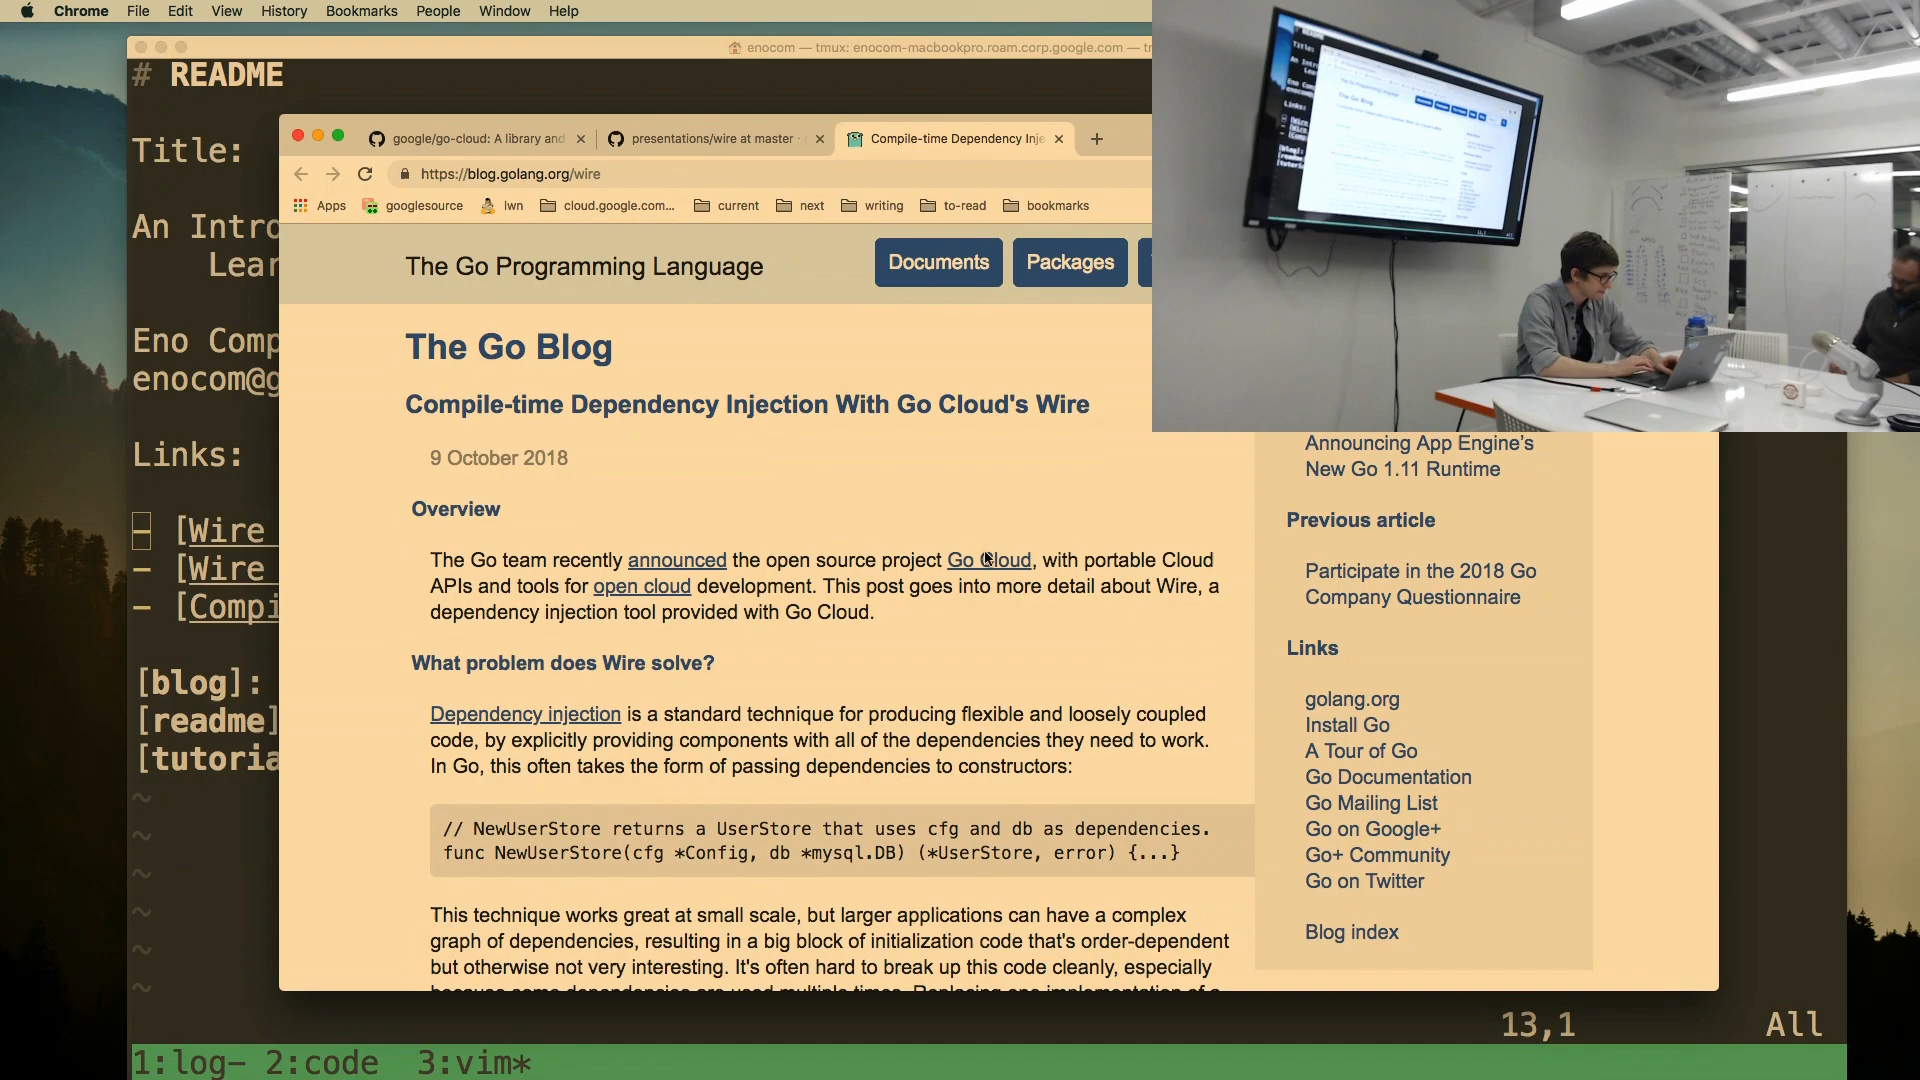 Chrome File Edit View History Bookmarks People Window Help
enocom — tmux: enocom-macbookpro.roam.corp.google.com —
# README
google/go-cloud: A library and
presentations/wire at master ·
Compile-time Dependency Inje
Title:
https://blog.golang.org/wire
Apps googlesource lwn cloud.google.com... current next writing to-read bookmarks
An Intro
Lear
The Go Programming Language
Documents
Packages
Eno Comp
enocom@g
The Go Blog
Compile-time Dependency Injection With Go Cloud's Wire
Links:
9 October 2018
Overview
The Go team recently announced the open source project Go Cloud, with portable Cloud
APIs and tools for open cloud development. This post goes into more detail about Wire, a
dependency injection tool provided with Go Cloud.
- [Wire
- [Wire
- [Compi
What problem does Wire solve?
Dependency injection is a standard technique for producing flexible and loosely coupled
code, by explicitly providing components with all of the dependencies they need to work.
In Go, this often takes the form of passing dependencies to constructors:
[blog]:
[readme]
[tutoria
// NewUserStore returns a UserStore that uses cfg and db as dependencies.
func NewUserStore(cfg *Config, db *mysql.DB) (*UserStore, error) {...}
This technique works great at small scale, but larger applications can have a complex
graph of dependencies, resulting in a big block of initialization code that's order-dependent
but otherwise not very interesting. It's often hard to break up this code cleanly, especially
because some dependencies are used multiple times. Replacing one implementation of a
Announcing App Engine's
New Go 1.11 Runtime
Previous article
Participate in the 2018 Go
Company Questionnaire
Links
golang.org
Install Go
A Tour of Go
Go Documentation
Go Mailing List
Go on Google+
Go+ Community
Go on Twitter
Blog index
~
~
~
~
~
~
13,1 All
1:log- 2:code 3:vim*